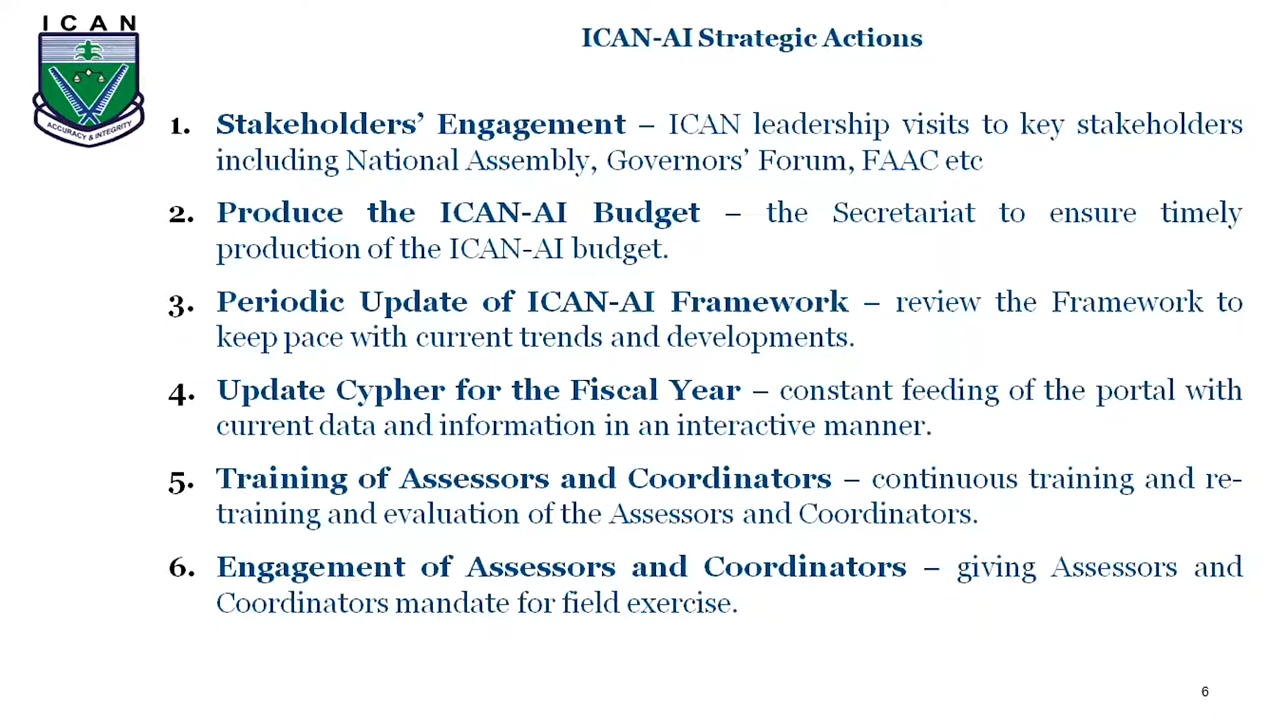 I C A N
ACCURACY & INTEGRITY
ICAN-AI Strategic Actions
1. Stakeholders’ Engagement – ICAN leadership visits to key stakeholders
including National Assembly, Governors’ Forum, FAAC etc
2. Produce the ICAN-AI Budget – the Secretariat to ensure timely
production of the ICAN-AI budget.
3. Periodic Update of ICAN-AI Framework – review the Framework to
keep pace with current trends and developments.
4. Update Cypher for the Fiscal Year – constant feeding of the portal with
current data and information in an interactive manner.
5. Training of Assessors and Coordinators – continuous training and re-
training and evaluation of the Assessors and Coordinators.
6. Engagement of Assessors and Coordinators – giving Assessors and
Coordinators mandate for field exercise.
6